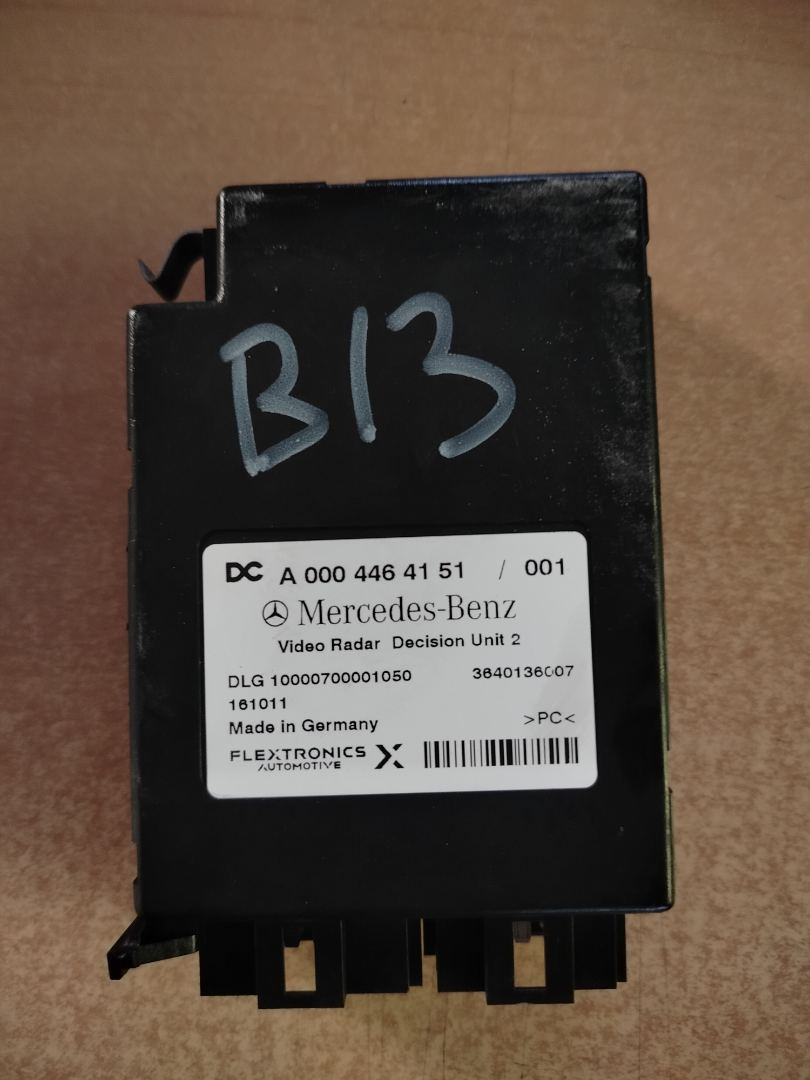 B13
DC A 000 446 41 51 / 001
Mercedes-Benz
Video Radar Decision Unit 2
DLG 10000700001050 3640136007
161011
Made in Germany >PC<
FLEXTRONICS
AUTOMOTIVE